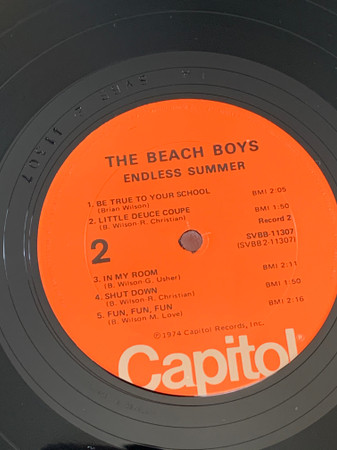 THE BEACH BOYS
ENDLESS SUMMER
1. BE TRUE TO YOUR SCHOOL BMI 2:05
(Brian Wilson)
2. LITTLE DEUCE COUPE BMI 1:50
(B. Wilson-R. Christian)
Record 2
2
SVBB-11307
(SVBB2-11307)
3. IN MY ROOM BMI 2:11
(B. Wilson-G. Usher)
4. SHUT DOWN BMI 1:50
(B. Wilson-R. Christian)
5. FUN, FUN, FUN BMI 2:16
(B. Wilson M. Love)
©1974 Capitol Records, Inc.
Capitol